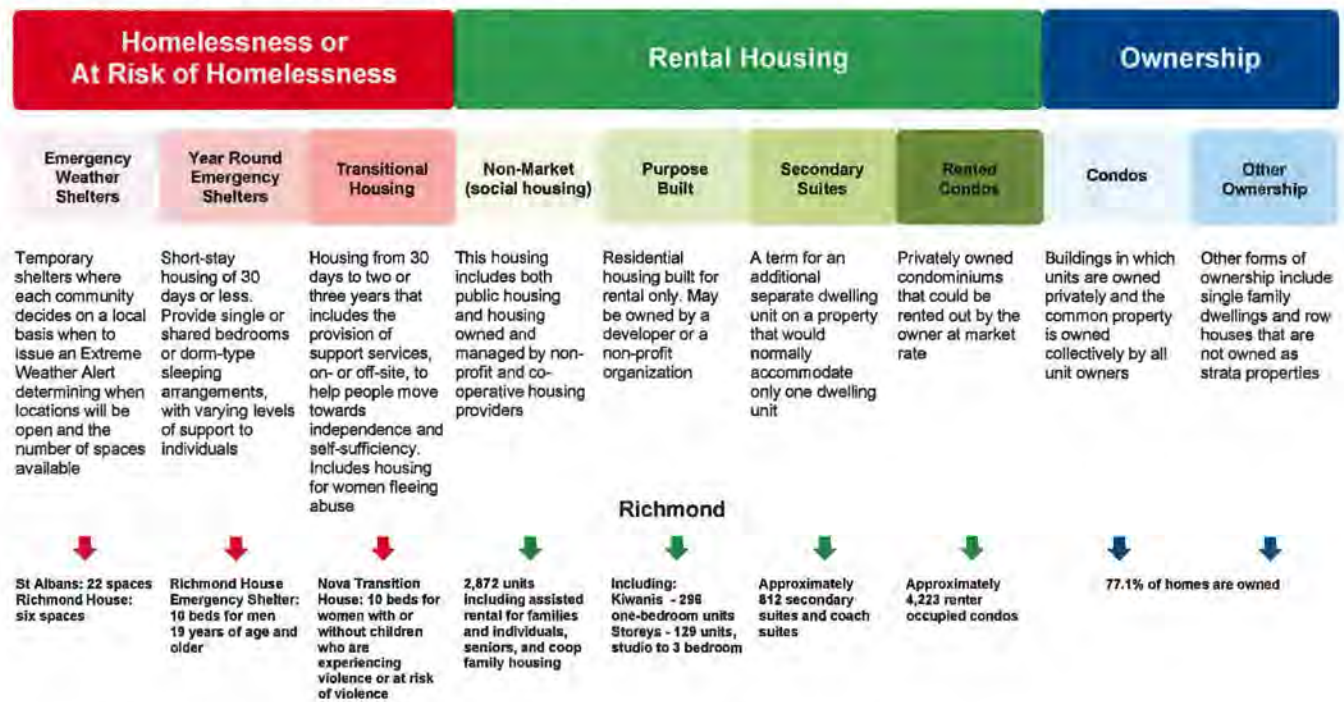 Homelessness or
At Risk of Homelessness
Rental Housing
Ownership
Emergency
Weather
Shelters
Year Round
Emergency
Shelters
Transitional
Housing
Non-Market
(social housing)
Purpose
Built
Secondary
Suites
Rented
Condos
Condos
Other
Ownership
Temporary
shelters where
each community
decides on a local
basis when to
issue an Extreme
Weather Alert
determining when
locations will be
open and the
number of spaces
available
Short-stay
housing of 30
days or less.
Provide single or
shared bedrooms
or dorm-type
sleeping
arrangements,
with varying levels
of support to
individuals
Housing from 30
days to two or
three years that
includes the
provision of
support services,
on- or off-site, to
help people move
towards
independence and
self-sufficiency.
Includes housing
for women fleeing
abuse
This housing
includes both
public housing
and housing
owned and
managed by non-
profit and co-
operative housing
providers
Residential
housing built for
rental only. May
be owned by a
developer or a
non-profit
organization
A term for an
additional
separate dwelling
unit on a property
that would
normally
accommodate
only one dwelling
unit
Privately owned
condominiums
that could be
rented out by the
owner at market
rate
Buildings in which
units are owned
privately and the
common property
is owned
collectively by all
unit owners
Other forms of
ownership include
single family
dwellings and row
houses that are
not owned as
strata properties
Richmond
St Albans: 22 spaces
Richmond House:
six spaces
Richmond House
Emergency Shelter:
10 beds for men
19 years of age and
older
Nova Transition
House: 10 beds for
women with or
without children
who are
experiencing
violence or at risk
of violence
2,872 units
including assisted
rental for families
and individuals,
seniors, and coop
family housing
Including:
Kiwanis - 296
one-bedroom units
Storeys - 129 units,
studio to 3 bedroom
Approximately
812 secondary
suites and coach
suites
Approximately
4,223 renter
occupied condos
77.1% of homes are owned